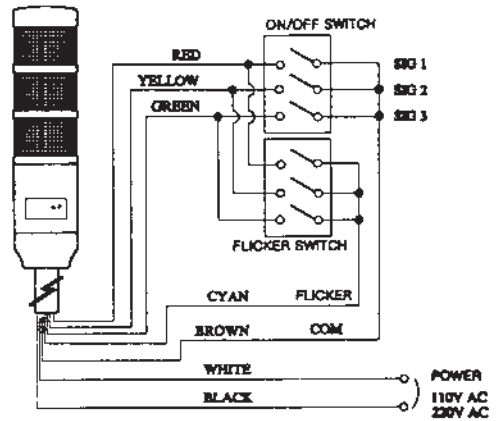 ON/OFF SWITCH
RED
SIG 1
YELLOW
SIG 2
GREEN
SIG 3
FLICKER SWITCH
CYAN FLICKER
BROWN COM
WHITE
POWER
BLACK
110V AC
220V AC